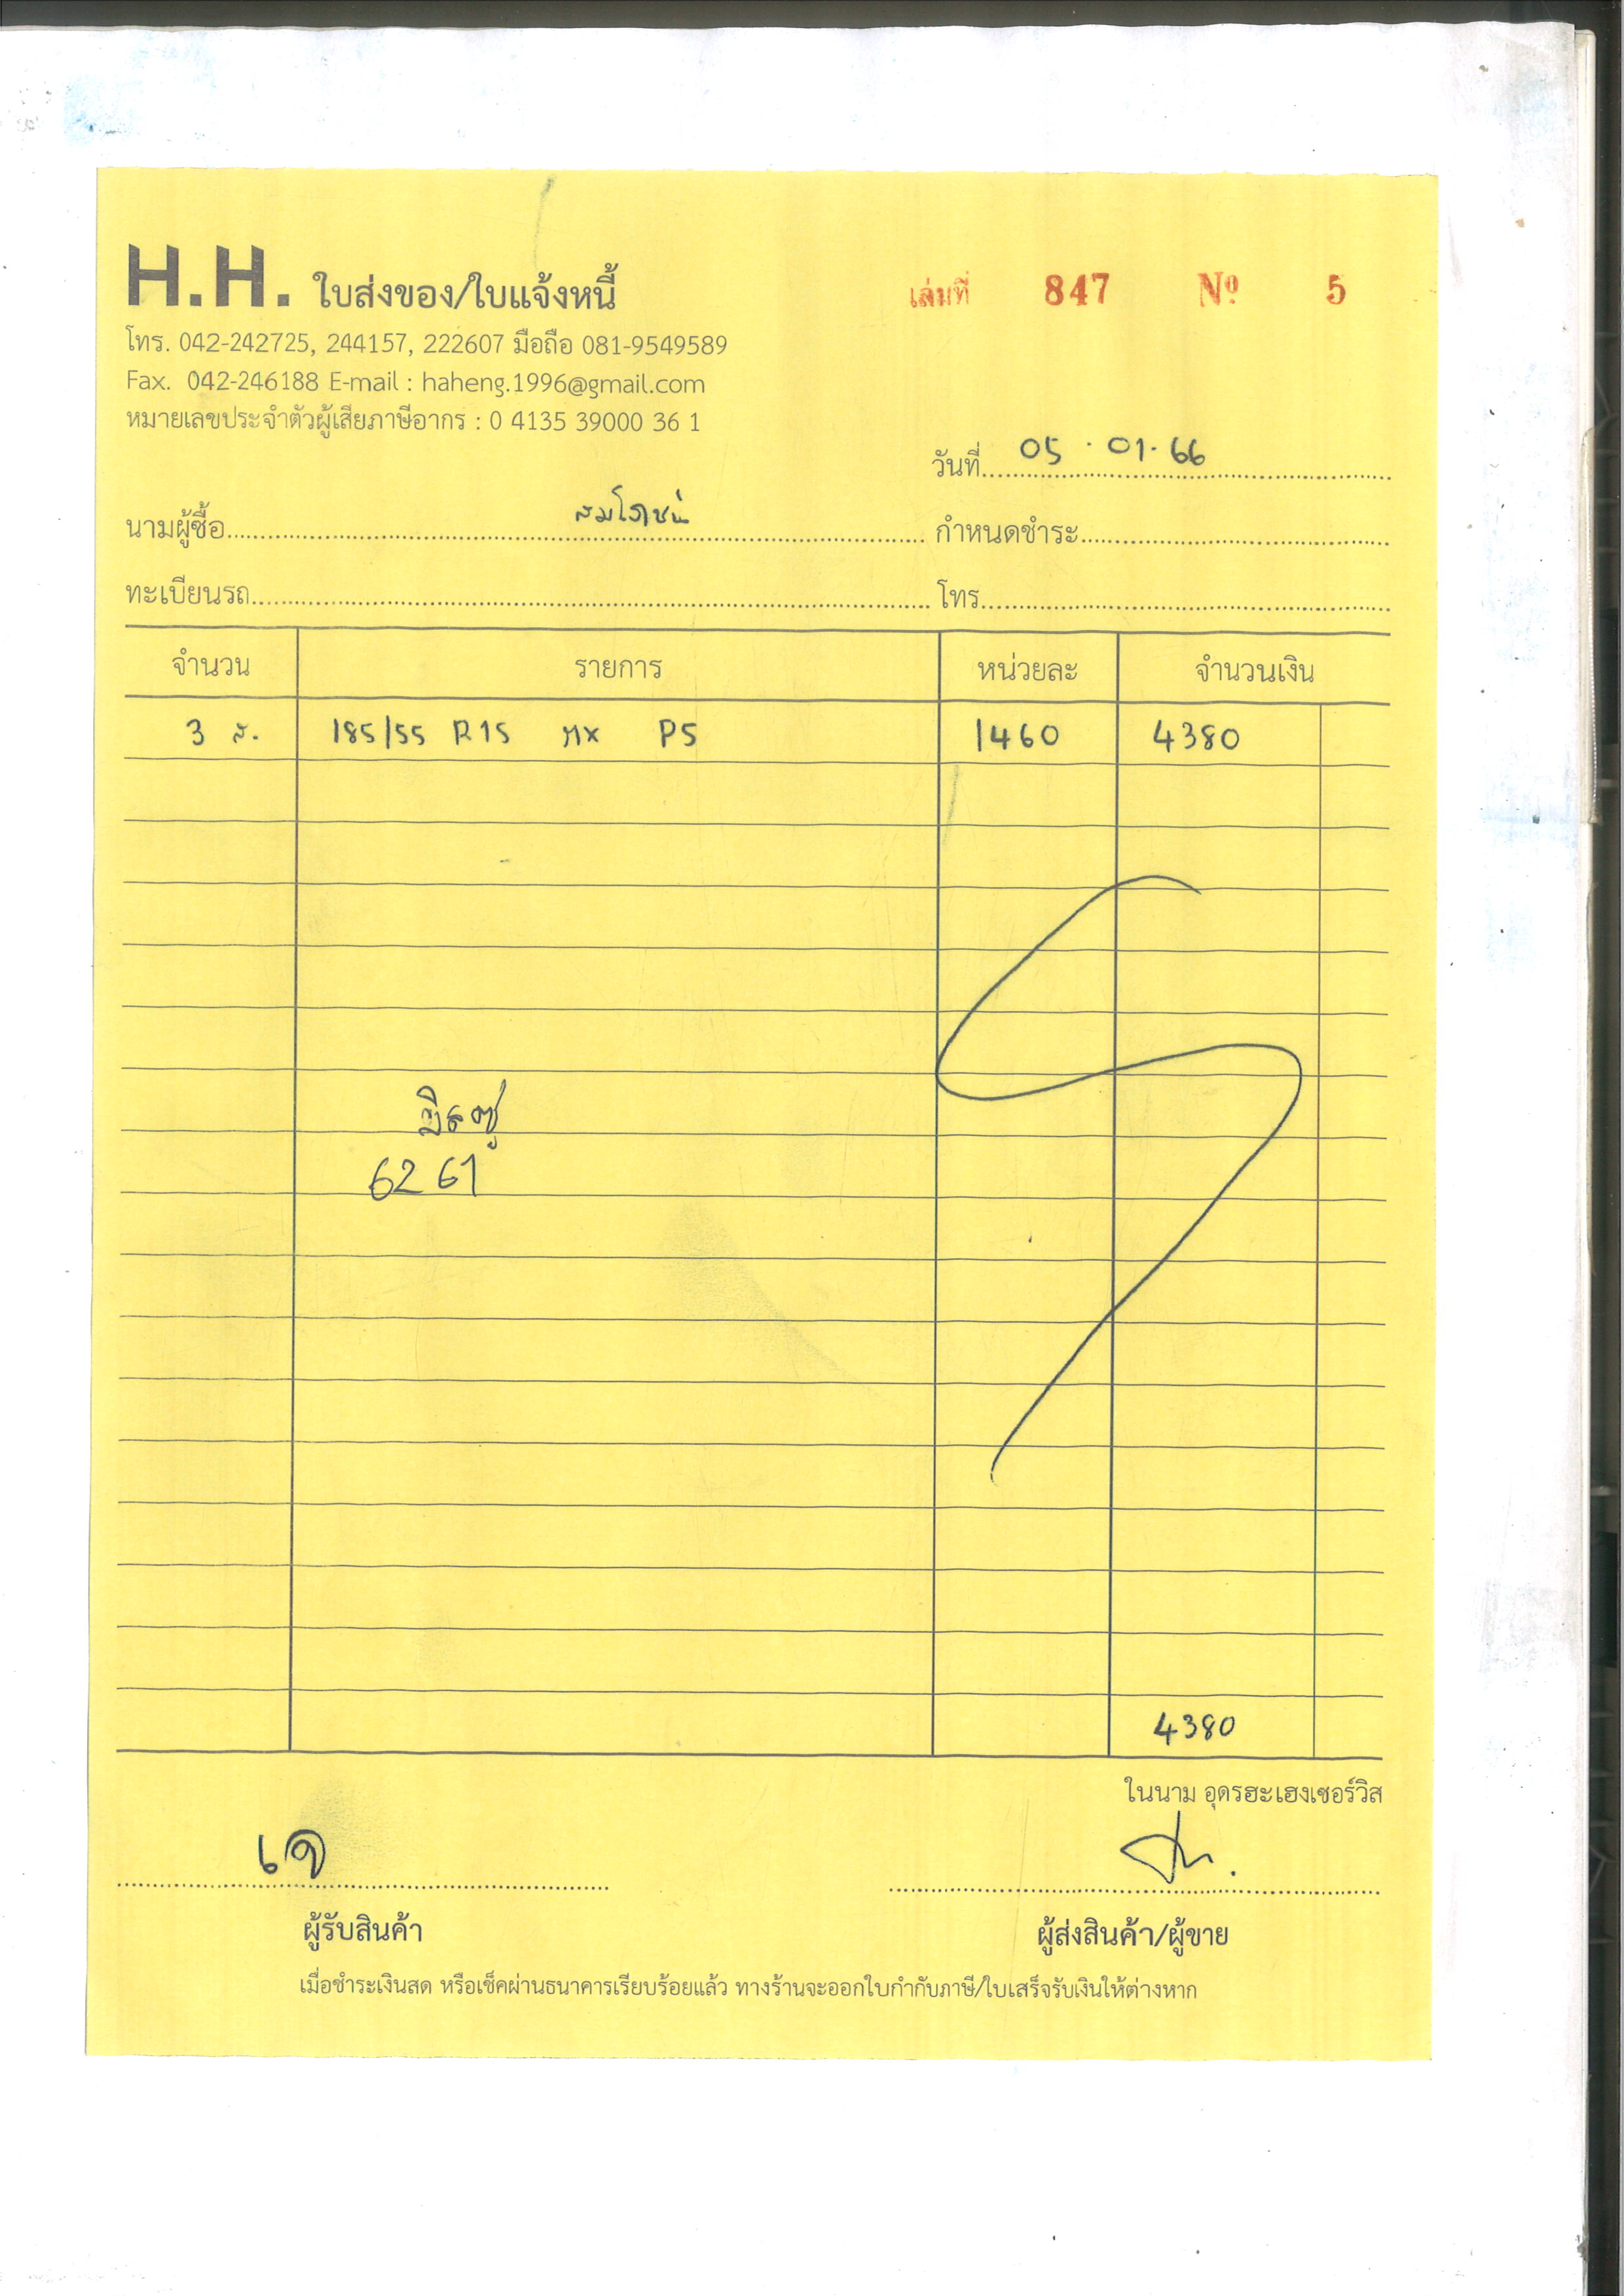 H.H. ใบส่งของ/ใบแจ้งหนี้
เล่มที่ 847 Nº 5
โทร. 042-242725, 244157, 222607 มือถือ 081-9549589
Fax. 042-246188 E-mail : haheng.1996@gmail.com
หมายเลขประจำตัวผู้เสียภาษีอากร : 0 4135 39000 36 1
วันที่ 05·01·66
นามผู้ซื้อ สมโภชน์ กำหนดชำระ
ทะเบียนรถ โทร
จำนวน รายการ หน่วยละ จำนวนเงิน
3 ส. 185/55 R15 MX P5 1460 4380
6261
4380
ในนาม อุดรฮะเฮงเซอร์วิส
เจ
ผู้รับสินค้า ผู้ส่งสินค้า/ผู้ขาย
เมื่อชำระเงินสด หรือเช็คผ่านธนาคารเรียบร้อยแล้ว ทางร้านจะออกใบกำกับภาษี/ใบเสร็จรับเงินให้ต่างหาก